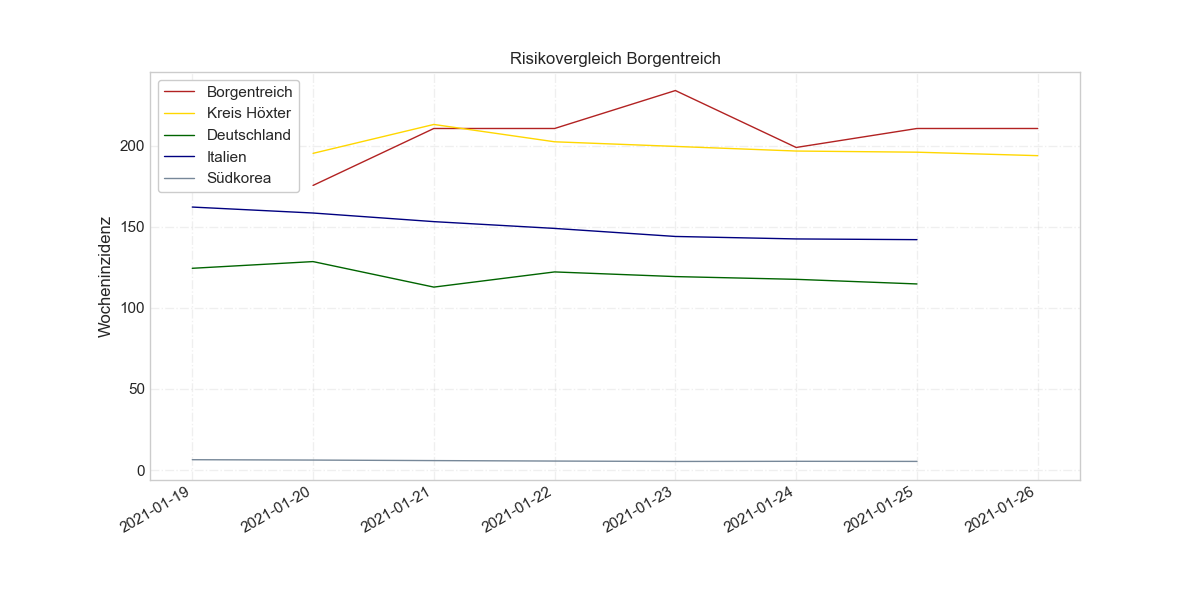 Risikovergleich Borgentreich
Borgentreich
Kreis Höxter
Deutschland
Italien
Südkorea
Wocheninzidenz
200
150
100
50
0
2021-01-19
2021-01-20
2021-01-21
2021-01-22
2021-01-23
2021-01-24
2021-01-25
2021-01-26